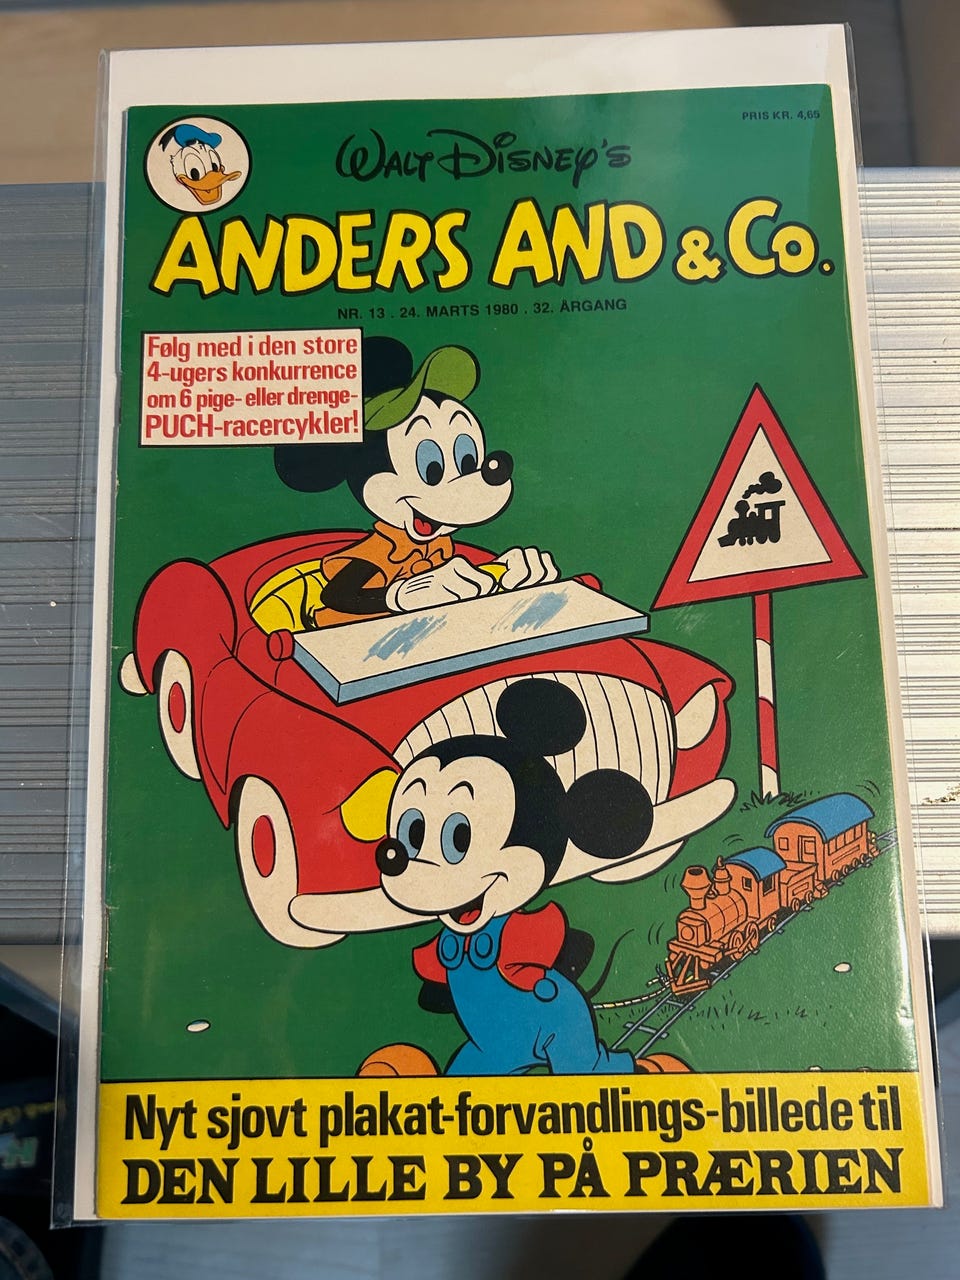 PRIS KR. 4,65
WALT DISNEY'S
ANDERS AND & CO.
NR. 13 . 24. MARTS 1980 . 32. ÅRGANG
Følg med i den store
4-ugers konkurrence
om 6 pige- eller drenge-
PUCH-racercykler!
Nyt sjovt plakat-forvandlings-billede til
DEN LILLE BY PÅ PRÆRIEN